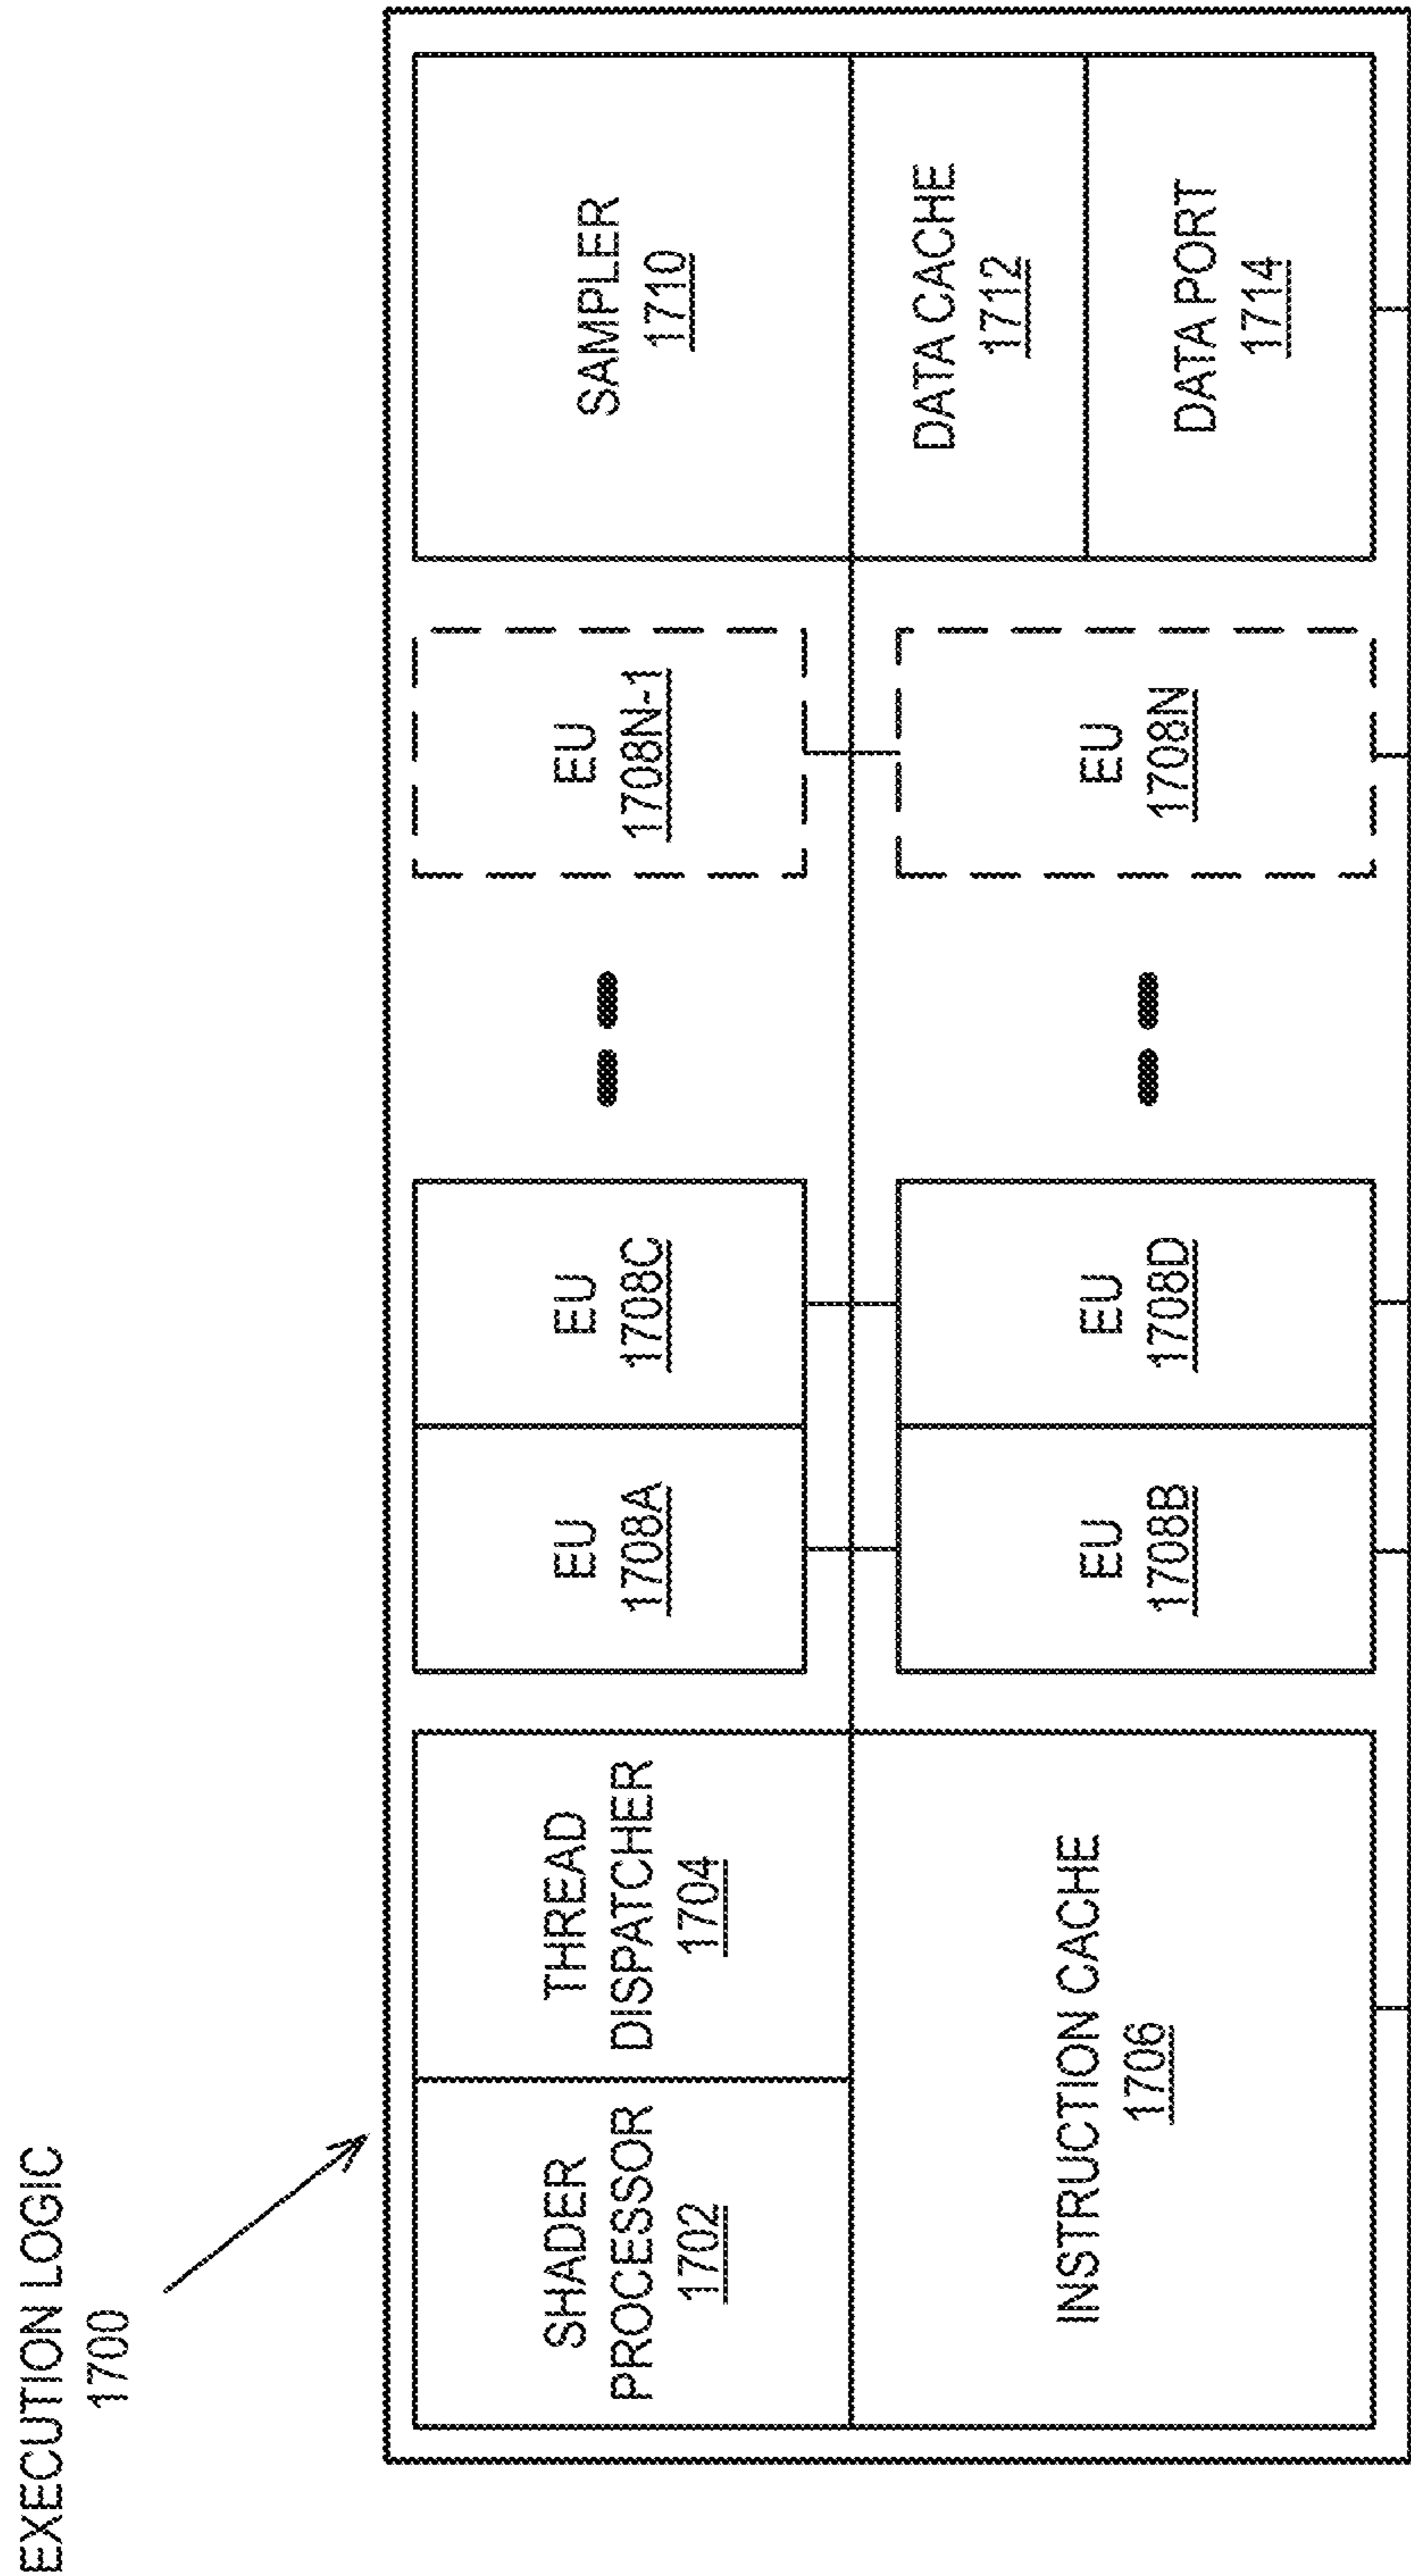 EXECUTION LOGIC
1700
SHADER
PROCESSOR
1702
THREAD
DISPATCHER
1704
INSTRUCTION CACHE
1706
EU
1708A
EU
1708C
EU
1708N-1
EU
1708B
EU
1708D
EU
1708N
SAMPLER
1710
DATA CACHE
1712
DATA PORT
1714